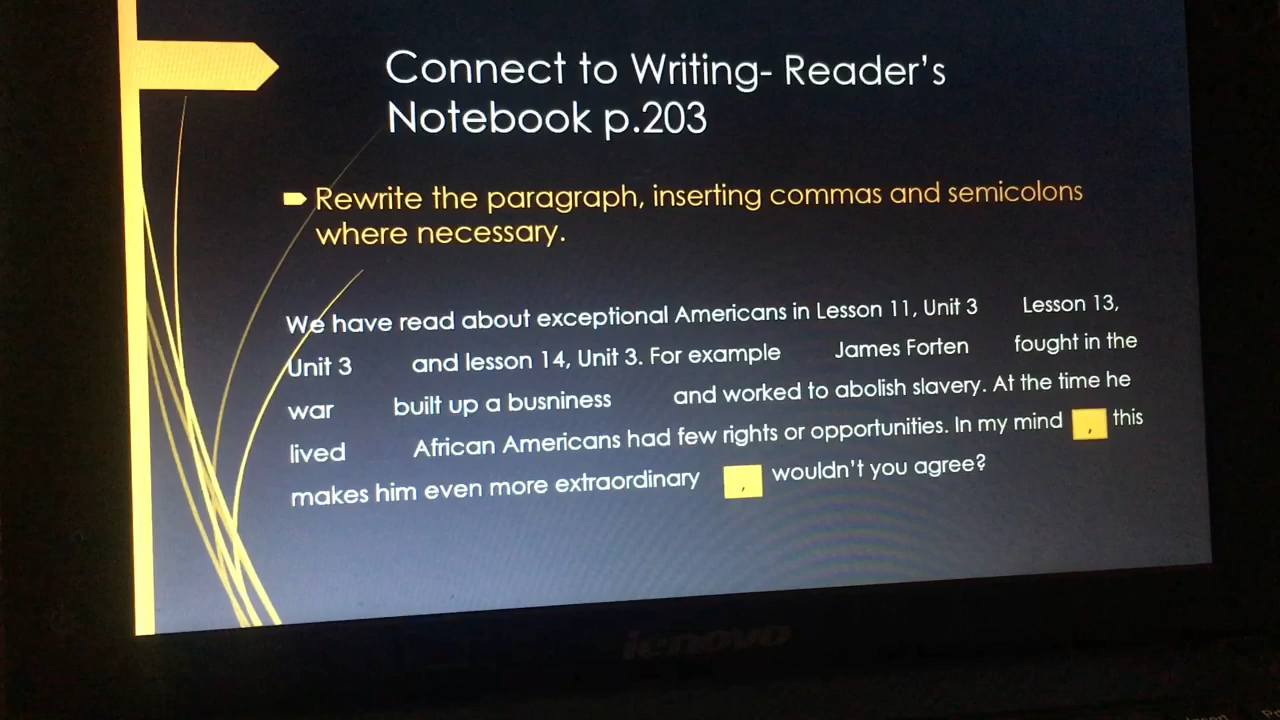 Connect to Writing- Reader's
Notebook p.203
Rewrite the paragraph, inserting commas and semicolons
where necessary.
We have read about exceptional Americans in Lesson 11, Unit 3 Lesson 13,
Unit 3 and lesson 14, Unit 3. For example James Forten fought in the
war built up a busniness and worked to abolish slavery. At the time he
lived African Americans had few rights or opportunities. In my mind , this
makes him even more extraordinary , wouldn't you agree?
lenovo